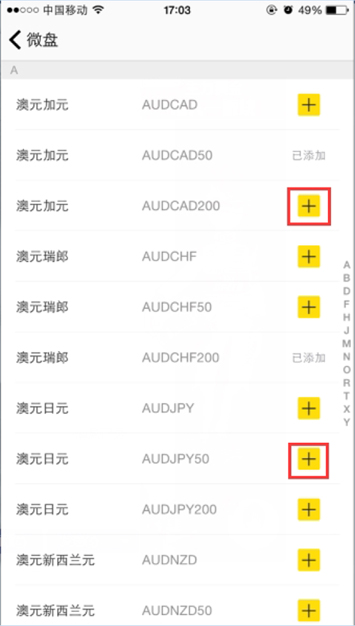 中国移动 17:03 49%
微盘
A
澳元加元 AUDCAD
澳元加元 AUDCAD50 已添加
澳元加元 AUDCAD200
澳元瑞郎 AUDCHF
澳元瑞郎 AUDCHF50
澳元瑞郎 AUDCHF200 已添加
澳元日元 AUDJPY
澳元日元 AUDJPY50
澳元日元 AUDJPY200
澳元新西兰元 AUDNZD
澳元新西兰元 AUDNZD50
A
B
D
F
H
J
M
N
O
R
T
X
Y